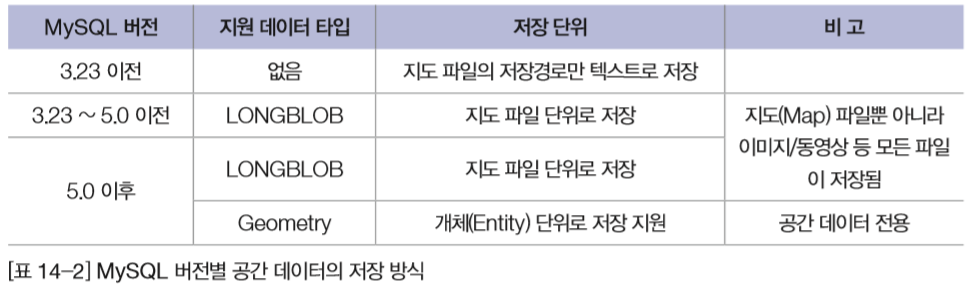 MySQL 버전 지원 데이터 타입 저장 단위 비 고
3.23 이전 없음 지도 파일의 저장경로만 텍스트로 저장
3.23 ~ 5.0 이전 LONGBLOB 지도 파일 단위로 저장 지도(Map) 파일뿐 아니라
이미지/동영상 등 모든 파일
이 저장됨
5.0 이후 LONGBLOB 지도 파일 단위로 저장
Geometry 개체(Entity) 단위로 저장 지원 공간 데이터 전용
[표 14-2] MySQL 버전별 공간 데이터의 저장 방식